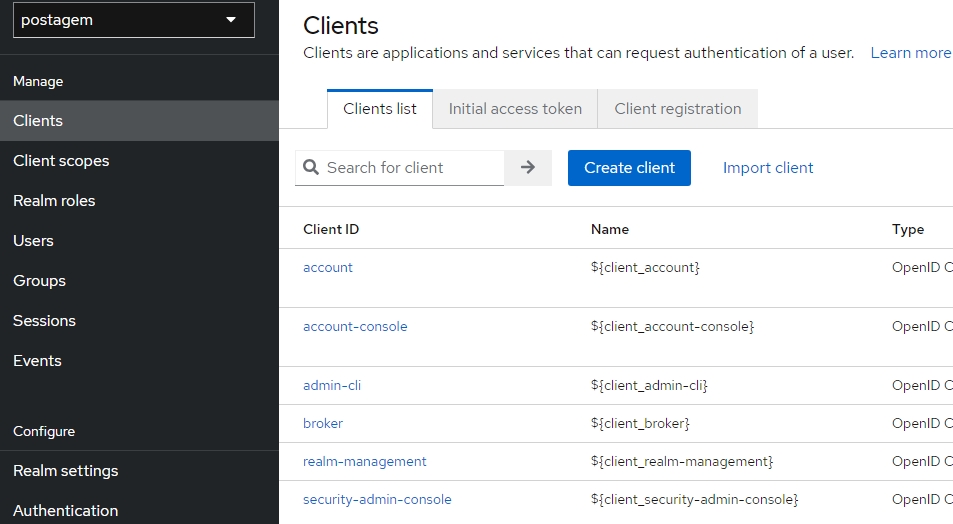 postagem
Manage
Clients
Client scopes
Realm roles
Users
Groups
Sessions
Events
Configure
Realm settings
Authentication
Clients
Clients are applications and services that can request authentication of a user. Learn more
Clients list Initial access token Client registration
Search for client Create client Import client
Client ID Name Type
account ${client_account} OpenID C
account-console ${client_account-console} OpenID C
admin-cli ${client_admin-cli} OpenID C
broker ${client_broker} OpenID C
realm-management ${client_realm-management} OpenID C
security-admin-console ${client_security-admin-console} OpenID C